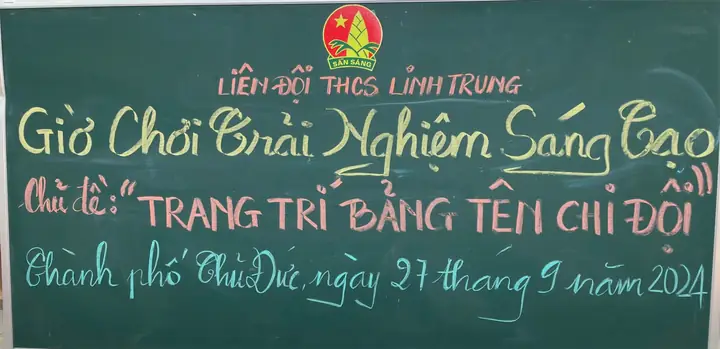 SẴN SÀNG
LIÊN ĐỘI THCS LINH TRUNG
Giờ Chơi Trải Nghiệm Sáng Tạo
Chủ đề: "TRANG TRÍ BẢNG TÊN CHI ĐỘI"
Thành phố Thủ Đức, ngày 27 tháng 9 năm 2024